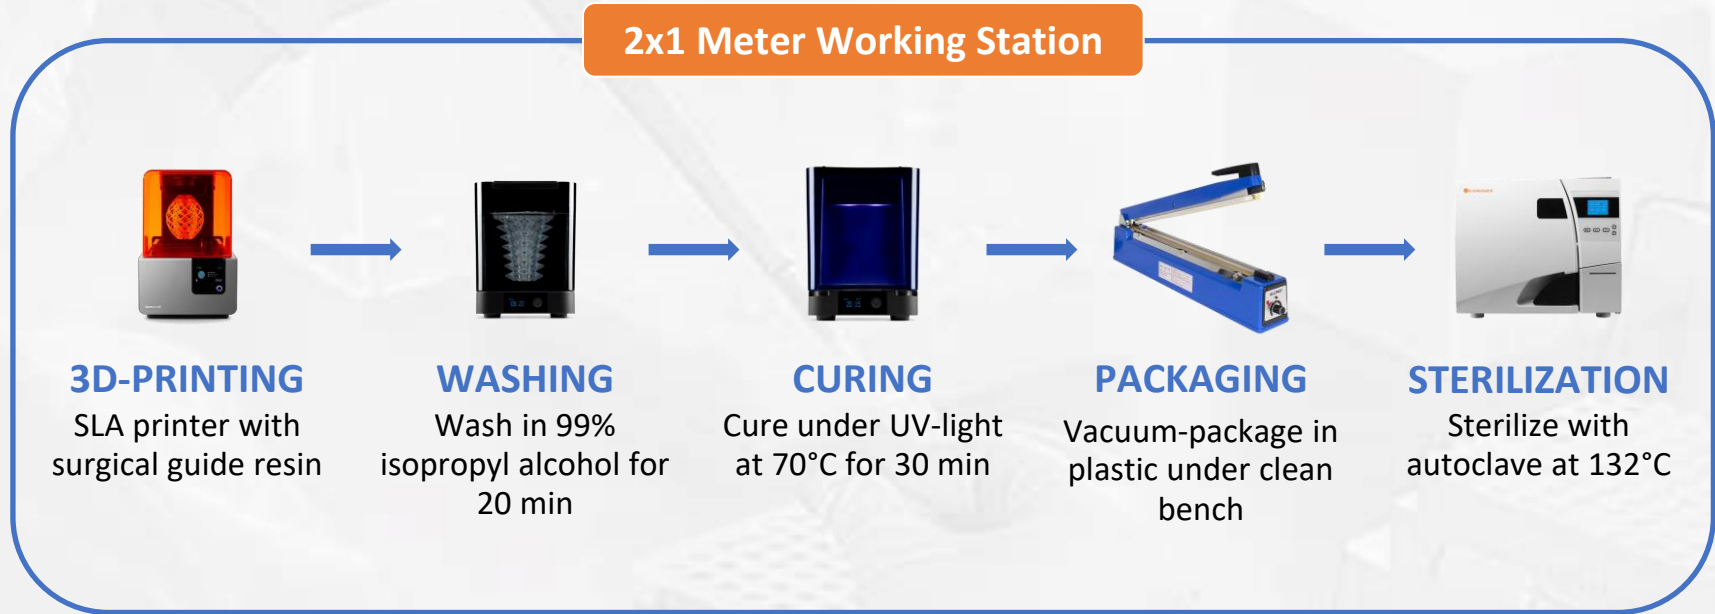 2x1 Meter Working Station
3D-PRINTING
SLA printer with
surgical guide resin
WASHING
Wash in 99%
isopropyl alcohol for
20 min
CURING
Cure under UV-light
at 70°C for 30 min
PACKAGING
Vacuum-package in
plastic under clean
bench
STERILIZATION
Sterilize with
autoclave at 132°C